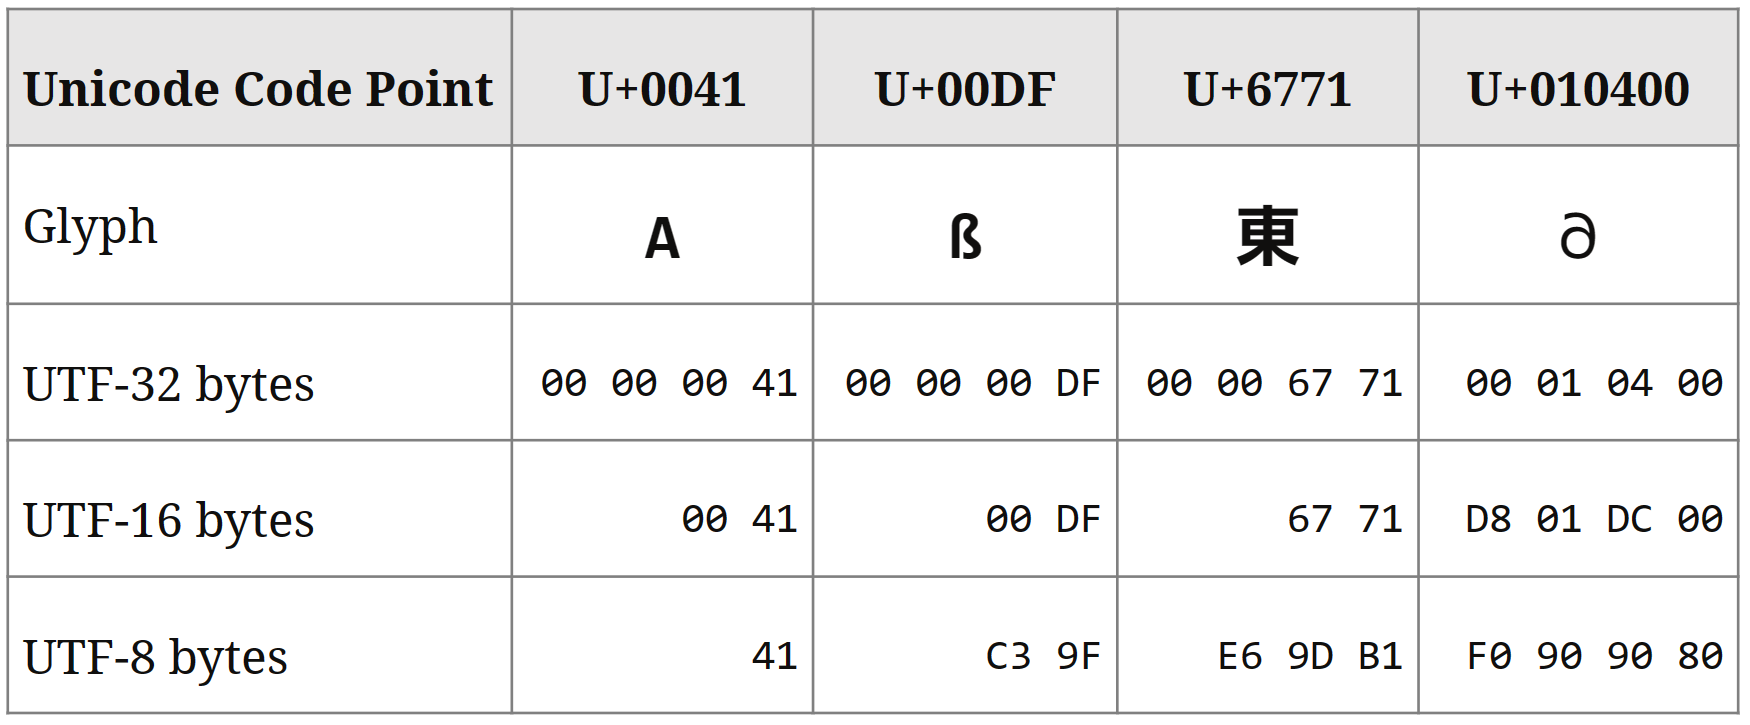 Unicode Code Point U+0041 U+00DF U+6771 U+010400
Glyph A ß 東 𐐀
UTF-32 bytes 00 00 00 41 00 00 00 DF 00 00 67 71 00 01 04 00
UTF-16 bytes 00 41 00 DF 67 71 D8 01 DC 00
UTF-8 bytes 41 C3 9F E6 9D B1 F0 90 90 80